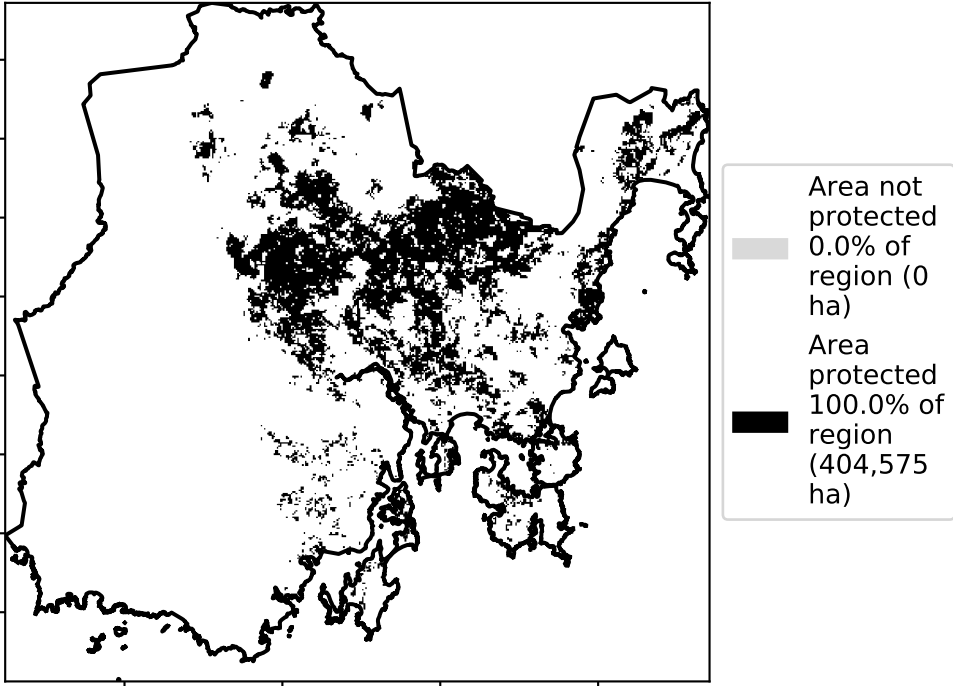 Area not
protected
0.0% of
region (0
ha)
Area
protected
100.0% of
region
(404,575
ha)